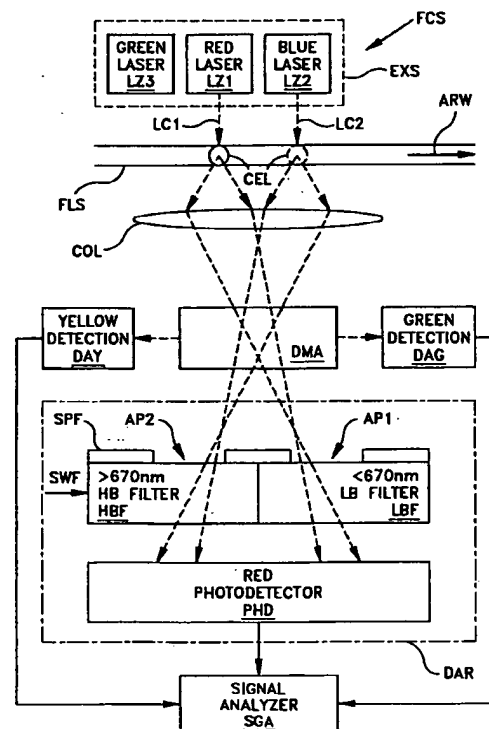 FCS
GREEN
LASER
LZ3
RED
LASER
LZ1
BLUE
LASER
LZ2
EXS
LC1
LC2
ARW
CEL
FLS
COL
YELLOW
DETECTION
DAY
DMA
GREEN
DETECTION
DAG
SPF
AP2
AP1
SWF
>670nm
HB FILTER
HBF
<670nm
LB FILTER
LBF
RED
PHOTODETECTOR
PHD
DAR
SIGNAL
ANALYZER
SGA